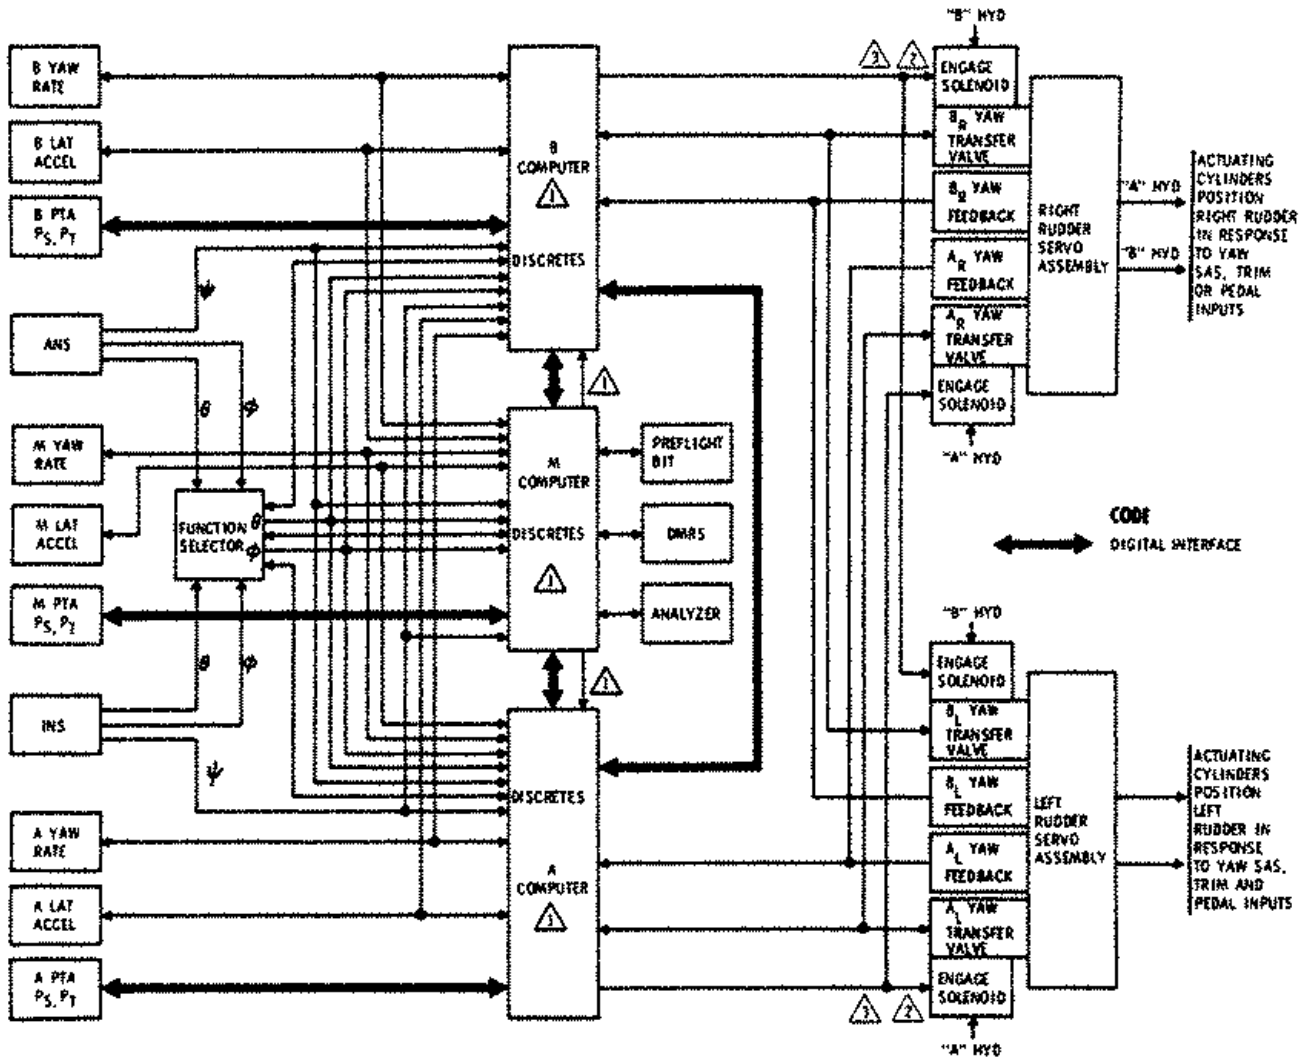 "B" HYD
B YAW
RATE
B LAT
ACCEL
B PTA
PS, PT
ψ
ANS
θ
ϕ
M YAW
RATE
M LAT
ACCEL
FUNCTION
SELECTOR
θ
ϕ
M PTA
θ
ϕ
INS
ψ
A YAW
RATE
A LAT
ACCEL
A PTA
PS, PT
B
COMPUTER
1
DISCRETES
1
M
COMPUTER
DISCRETES
PREFLIGHT
BIT
DMRS
ANALYZER
DISCRETES
A
COMPUTER
3 2
ENGAGE
SOLENOID
BR YAW
TRANSFER
VALVE
BR YAW
FEEDBACK
AR YAW
FEEDBACK
AR YAW
TRANSFER
VALVE
ENGAGE
SOLENOID
"A" HYD
RIGHT
RUDDER
SERVO
ASSEMBLY
"A" HYD
"B" HYD
ACTUATING
CYLINDERS
POSITION
RIGHT RUDDER
IN RESPONSE
TO YAW
SAS, TRIM
OR PEDAL
INPUTS
CODE
DIGITAL INTERFACE
"B" HYD
ENGAGE
SOLENOID
BL YAW
TRANSFER
VALVE
BL YAW
FEEDBACK
AL YAW
FEEDBACK
AL YAW
TRANSFER
VALVE
ENGAGE
SOLENOID
3 2
"A" HYD
LEFT
RUDDER
SERVO
ASSEMBLY
ACTUATING
CYLINDERS
POSITION
LEFT
RUDDER IN
RESPONSE
TO YAW SAS,
TRIM AND
PEDAL INPUTS